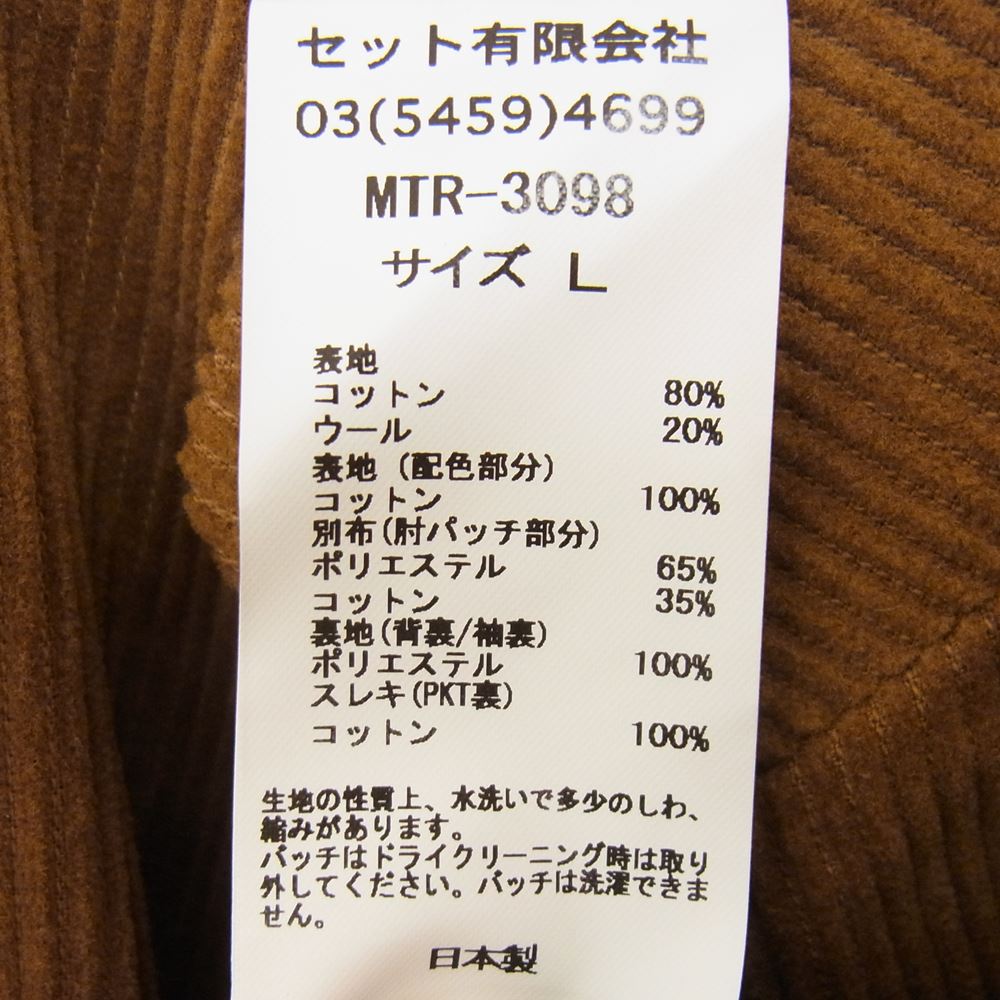 セット有限会社
03(5459)4699
MTR-3098
サイズ L
表地
コットン 80%
ウール 20%
表地 (配色部分)
コットン 100%
別布(肘パッチ部分)
ポリエステル 65%
コットン 35%
裏地(背裏/袖裏)
ポリエステル 100%
スレキ(PKT裏)
コットン 100%
生地の性質上、水洗いで多少のしわ、
縮みがあります。
パッチはドライクリーニング時は取り
外してください。パッチは洗濯できま
せん。
日本製